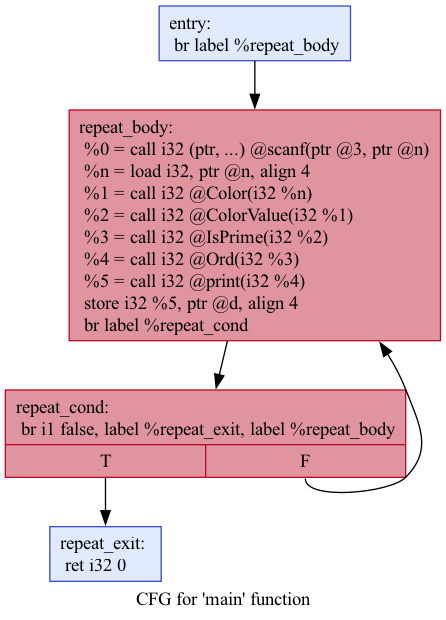 entry:
br label %repeat_body
repeat_body:
%0 = call i32 (ptr, ...) @scanf(ptr @3, ptr @n)
%n = load i32, ptr @n, align 4
%1 = call i32 @Color(i32 %n)
%2 = call i32 @ColorValue(i32 %1)
%3 = call i32 @IsPrime(i32 %2)
%4 = call i32 @Ord(i32 %3)
%5 = call i32 @print(i32 %4)
store i32 %5, ptr @d, align 4
br label %repeat_cond
repeat_cond:
br i1 false, label %repeat_exit, label %repeat_body
T
F
repeat_exit:
ret i32 0
CFG for 'main' function